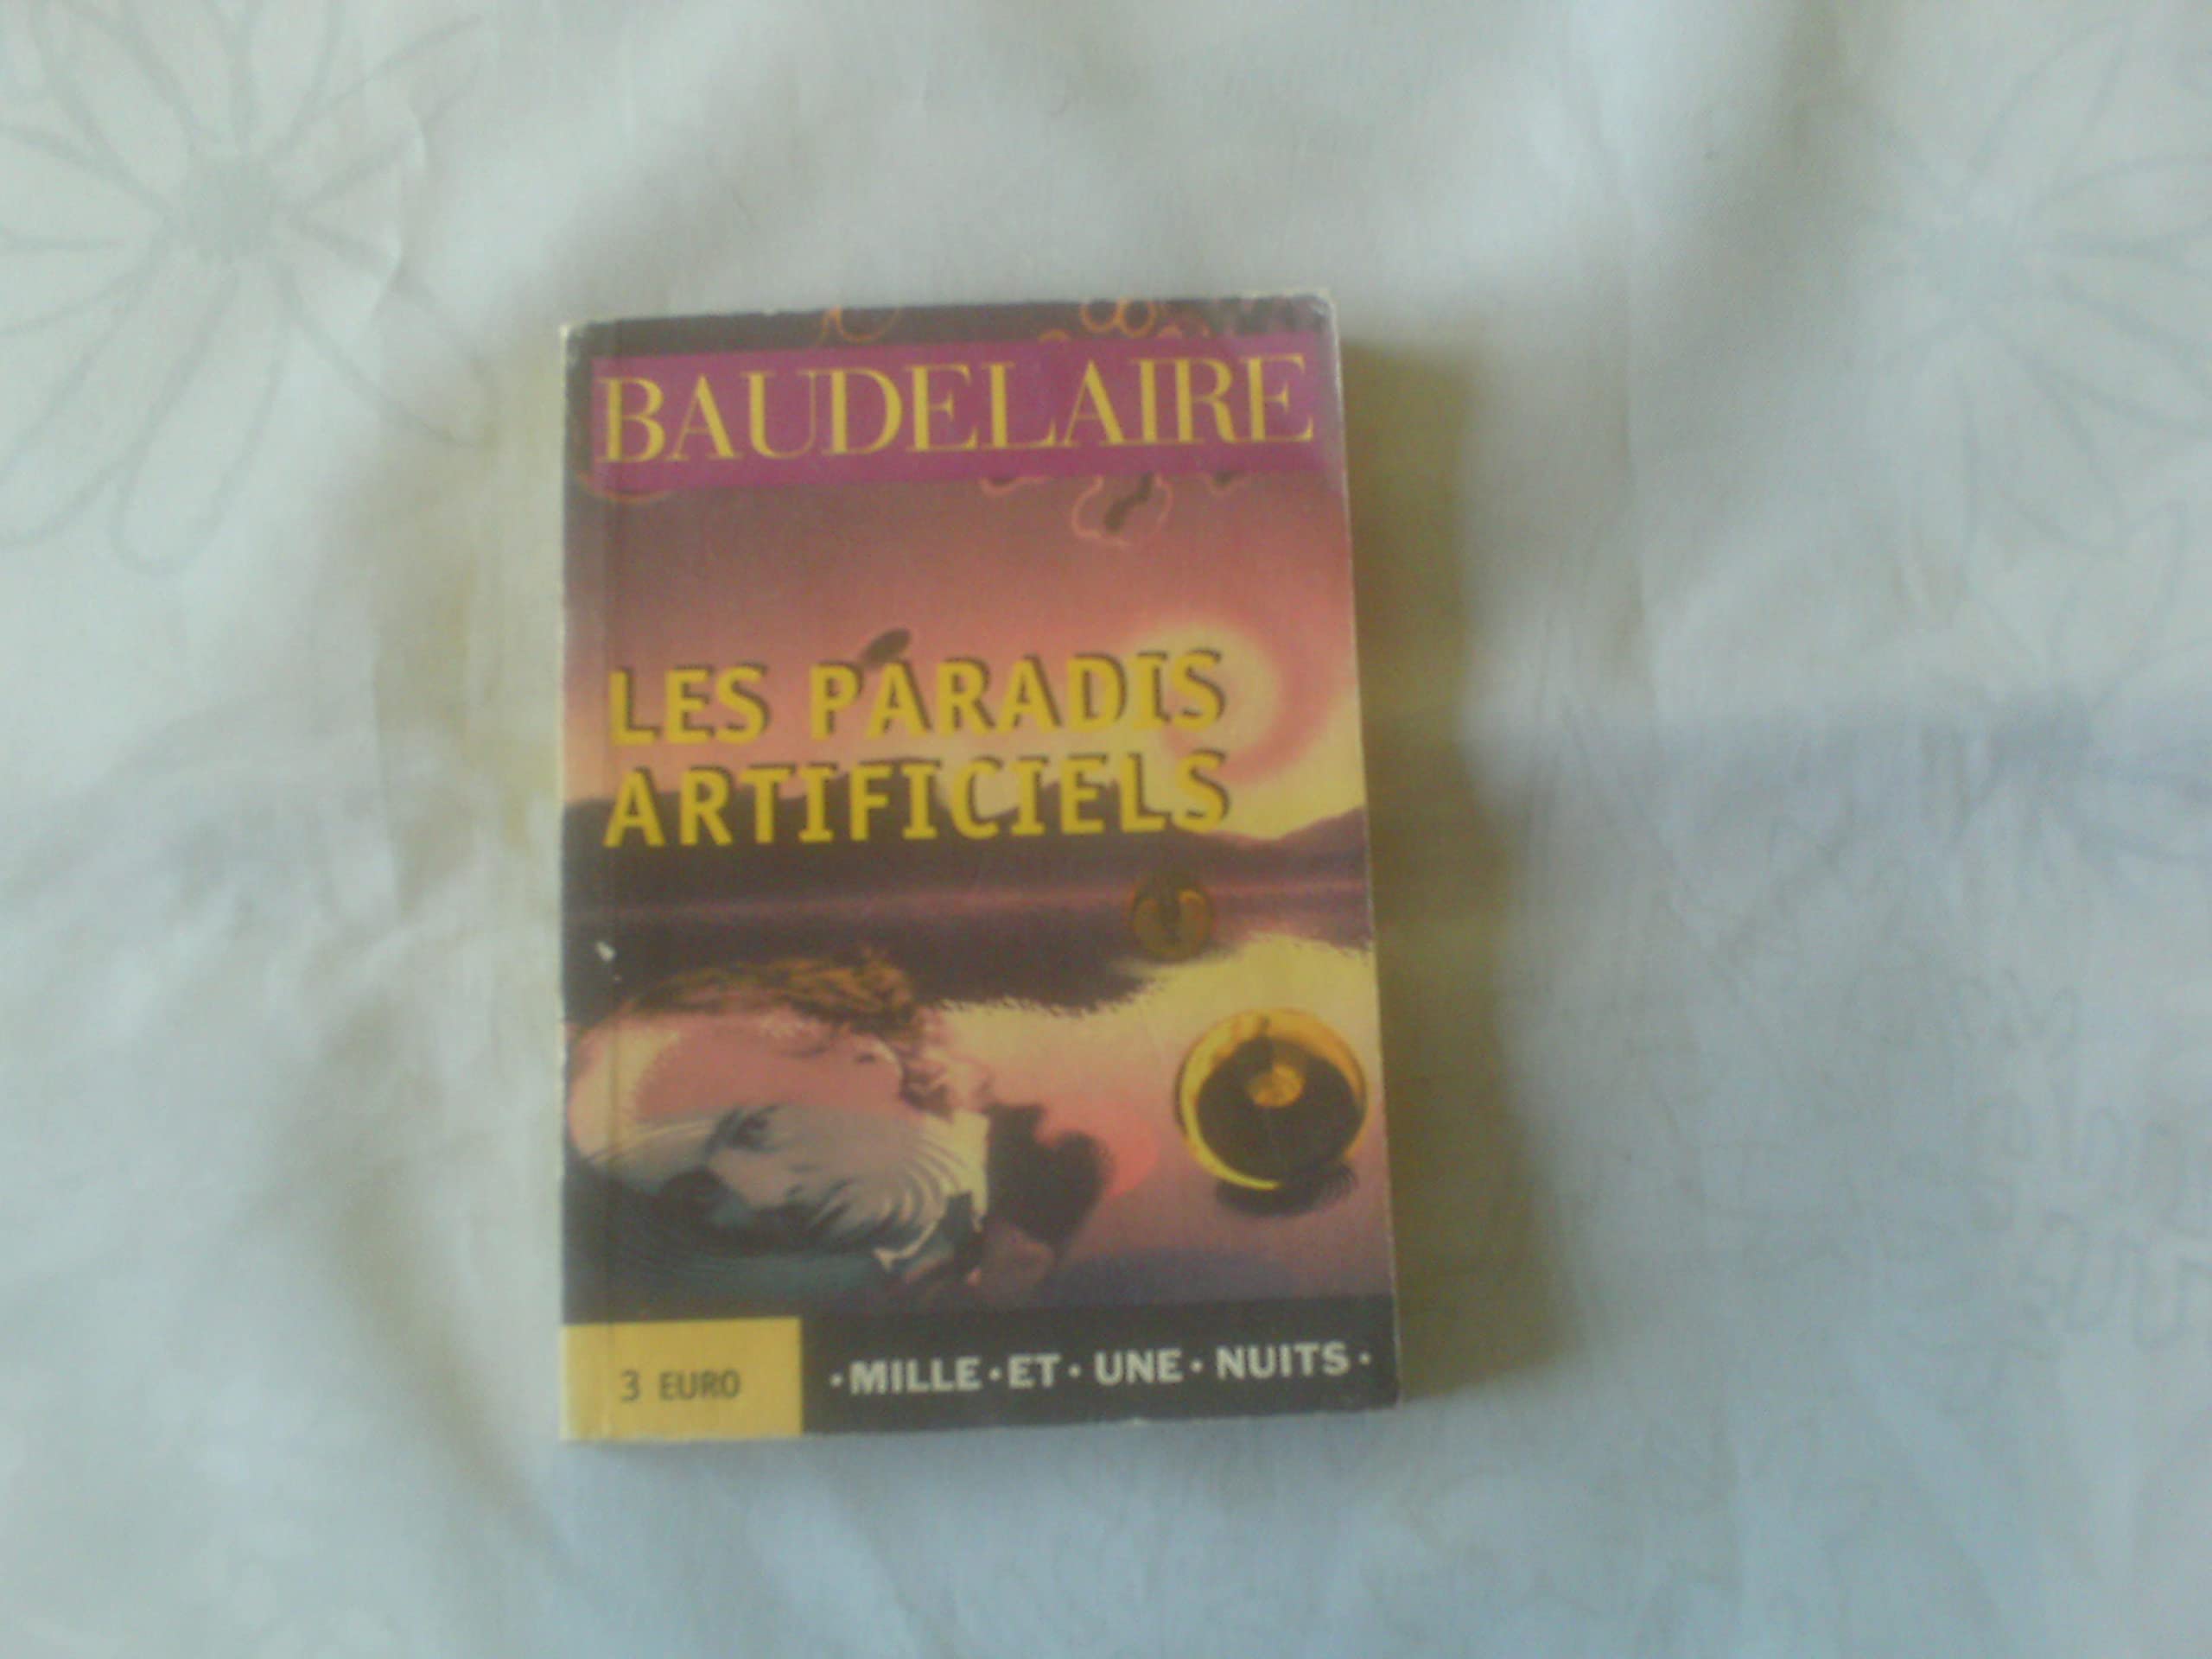 BAUDELAIRE
LES PARADIS
ARTIFICIELS
3 EURO
·MILLE·ET·UNE·NUITS·